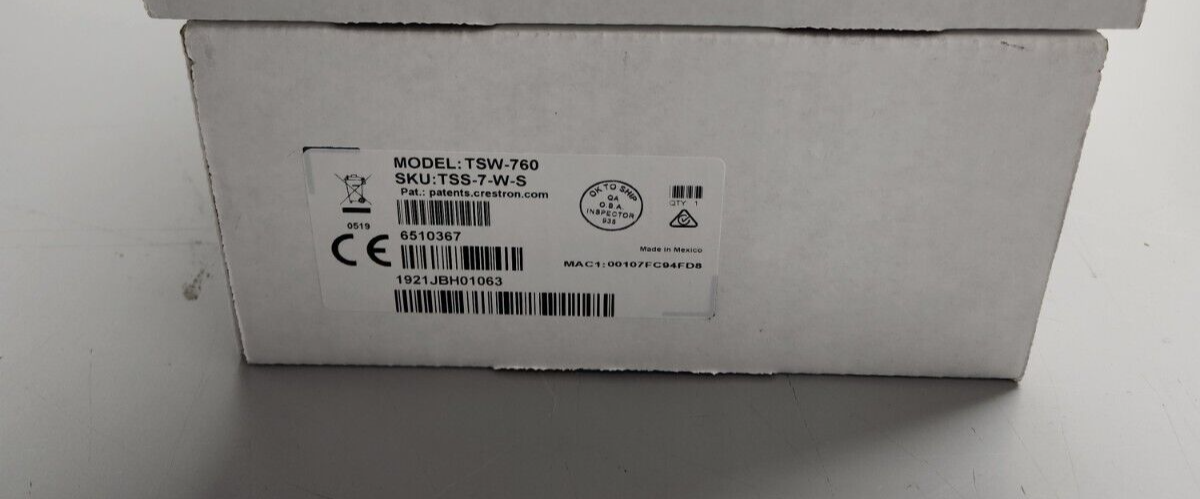 MODEL: TSW-760
SKU: TSS-7-W-S
Pat.: patents.crestron.com
0519
CE
6510367
1921JBH01063
OK TO SHIP
QA
O.B.A.
INSPECTOR
935
QTY 1
Made in Mexico
MAC1: 00107FC94FD8